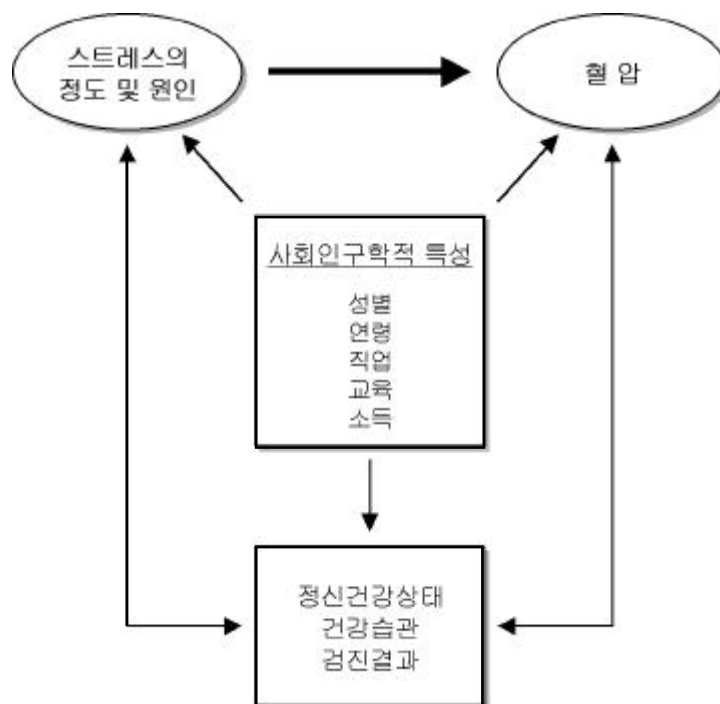 스트레스의
정도 및 원인
혈 압
사회인구학적 특성
성별
연령
직업
교육
소득
정신건강상태
건강습관
검진결과